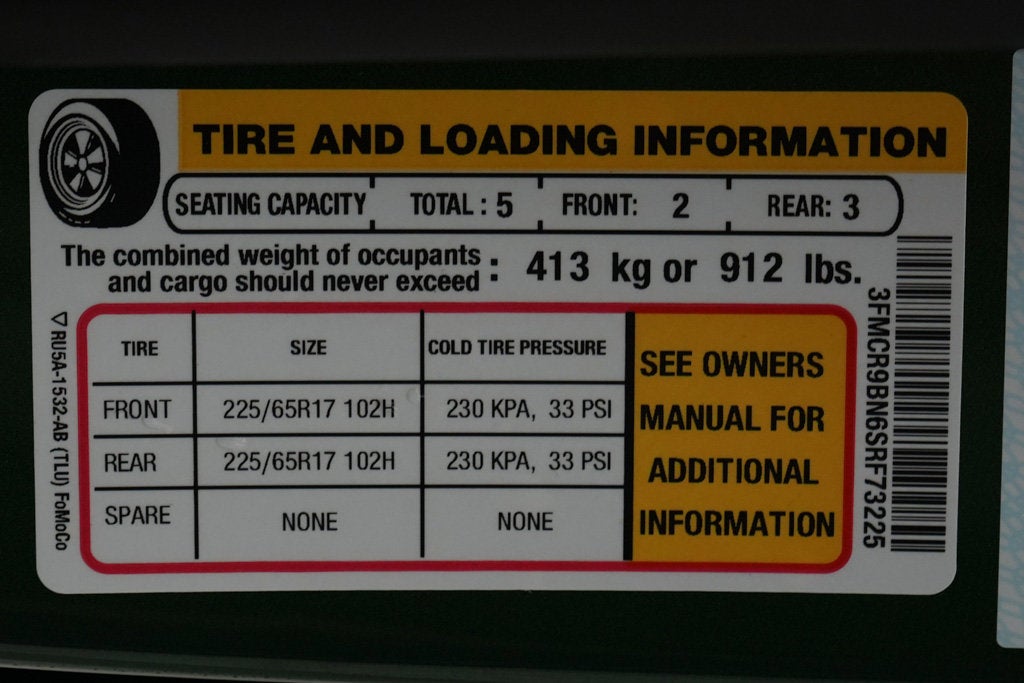 TIRE AND LOADING INFORMATION
SEATING CAPACITY TOTAL : 5 FRONT: 2 REAR: 3
The combined weight of occupants
and cargo should never exceed : 413 kg or 912 lbs.
TIRE SIZE COLD TIRE PRESSURE
FRONT 225/65R17 102H 230 KPA, 33 PSI
REAR 225/65R17 102H 230 KPA, 33 PSI
SPARE NONE NONE
SEE OWNERS
MANUAL FOR
ADDITIONAL
INFORMATION
RU5A-1532-AB (TLU) FoMoCo
3FMCR9BN6SRF73225